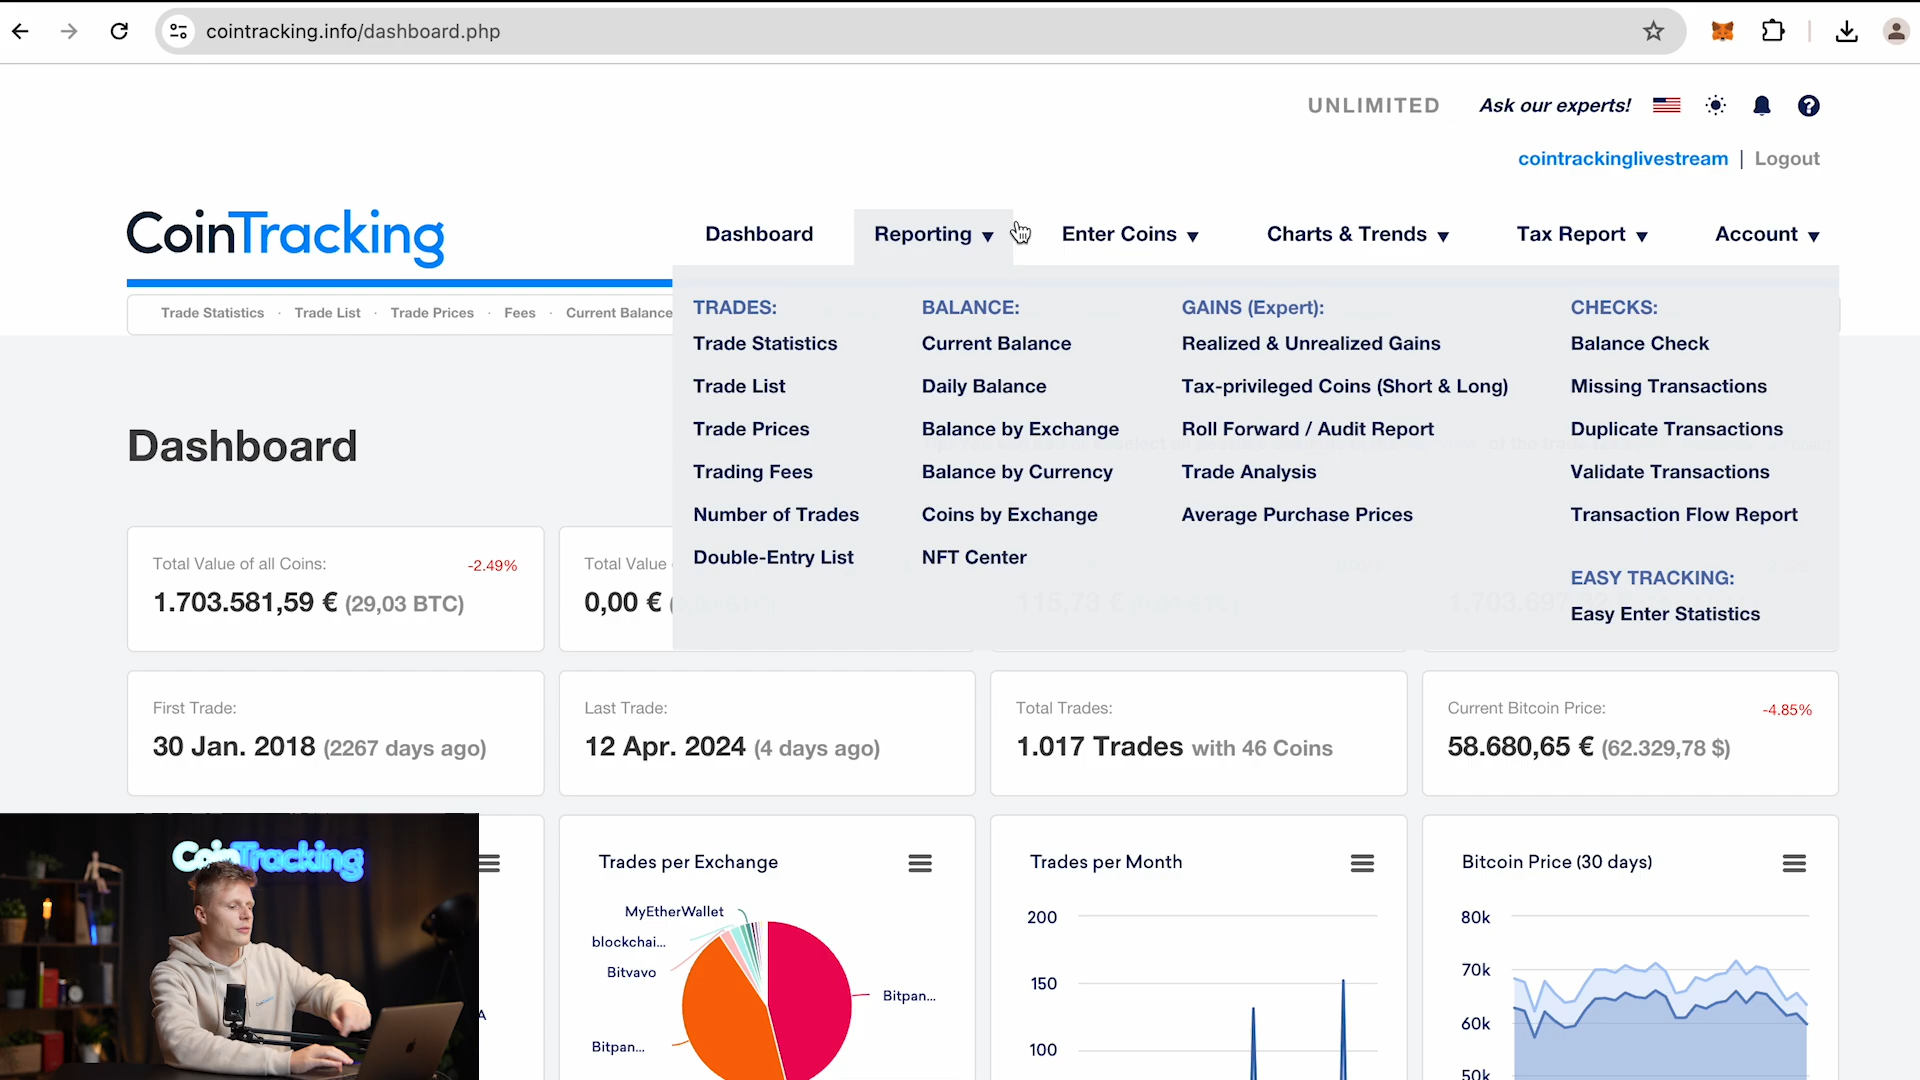 cointracking.info/dashboard.php
UNLIMITED Ask our experts!
cointrackinglivestream | Logout
CoinTracking
Dashboard Reporting ▼ Enter Coins ▼ Charts & Trends ▼ Tax Report ▼ Account ▼
Trade Statistics · Trade List · Trade Prices · Fees · Current Balance
TRADES:
Trade Statistics
Trade List
Trade Prices
Trading Fees
Number of Trades
Double-Entry List
BALANCE:
Current Balance
Daily Balance
Balance by Exchange
Balance by Currency
Coins by Exchange
NFT Center
GAINS (Expert):
Realized & Unrealized Gains
Tax-privileged Coins (Short & Long)
Roll Forward / Audit Report
Trade Analysis
Average Purchase Prices
CHECKS:
Balance Check
Missing Transactions
Duplicate Transactions
Validate Transactions
Transaction Flow Report
EASY TRACKING:
Easy Enter Statistics
Dashboard
Total Value of all Coins: -2.49%
1.703.581,59 € (29,03 BTC)
Total Value
0,00 €
115,73 €
First Trade:
30 Jan. 2018 (2267 days ago)
Last Trade:
12 Apr. 2024 (4 days ago)
Total Trades:
1.017 Trades with 46 Coins
Current Bitcoin Price: -4.85%
58.680,65 € (62.329,78 $)
CoinTracking
Trades per Exchange
MyEtherWallet
blockchai...
Bitvavo
Bitpan...
Bitpan...
Trades per Month
200
150
100
Bitcoin Price (30 days)
80k
70k
60k
50k